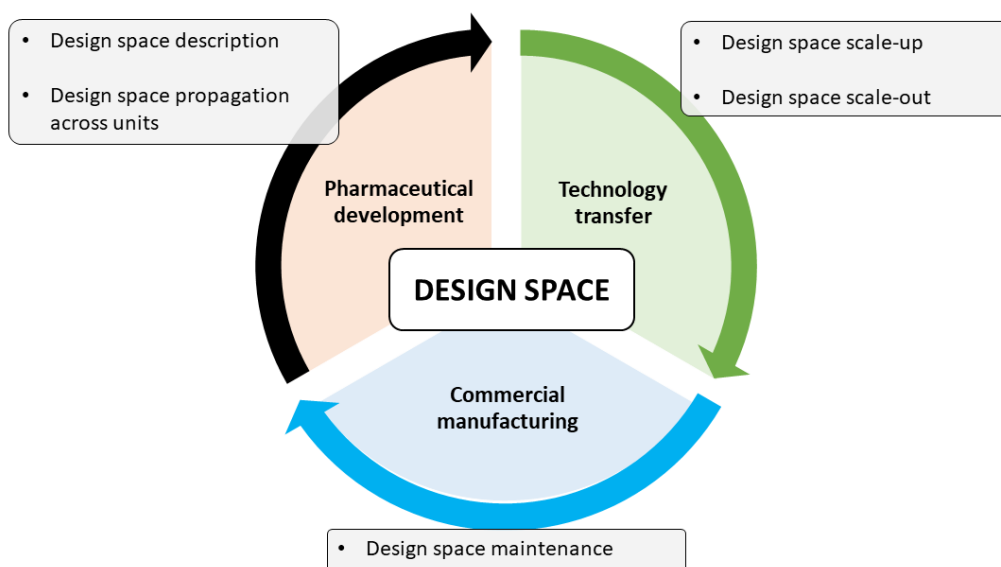 • Design space description
• Design space propagation
across units
• Design space scale-up
• Design space scale-out
Pharmaceutical
development
Technology
transfer
DESIGN SPACE
Commercial
manufacturing
• Design space maintenance